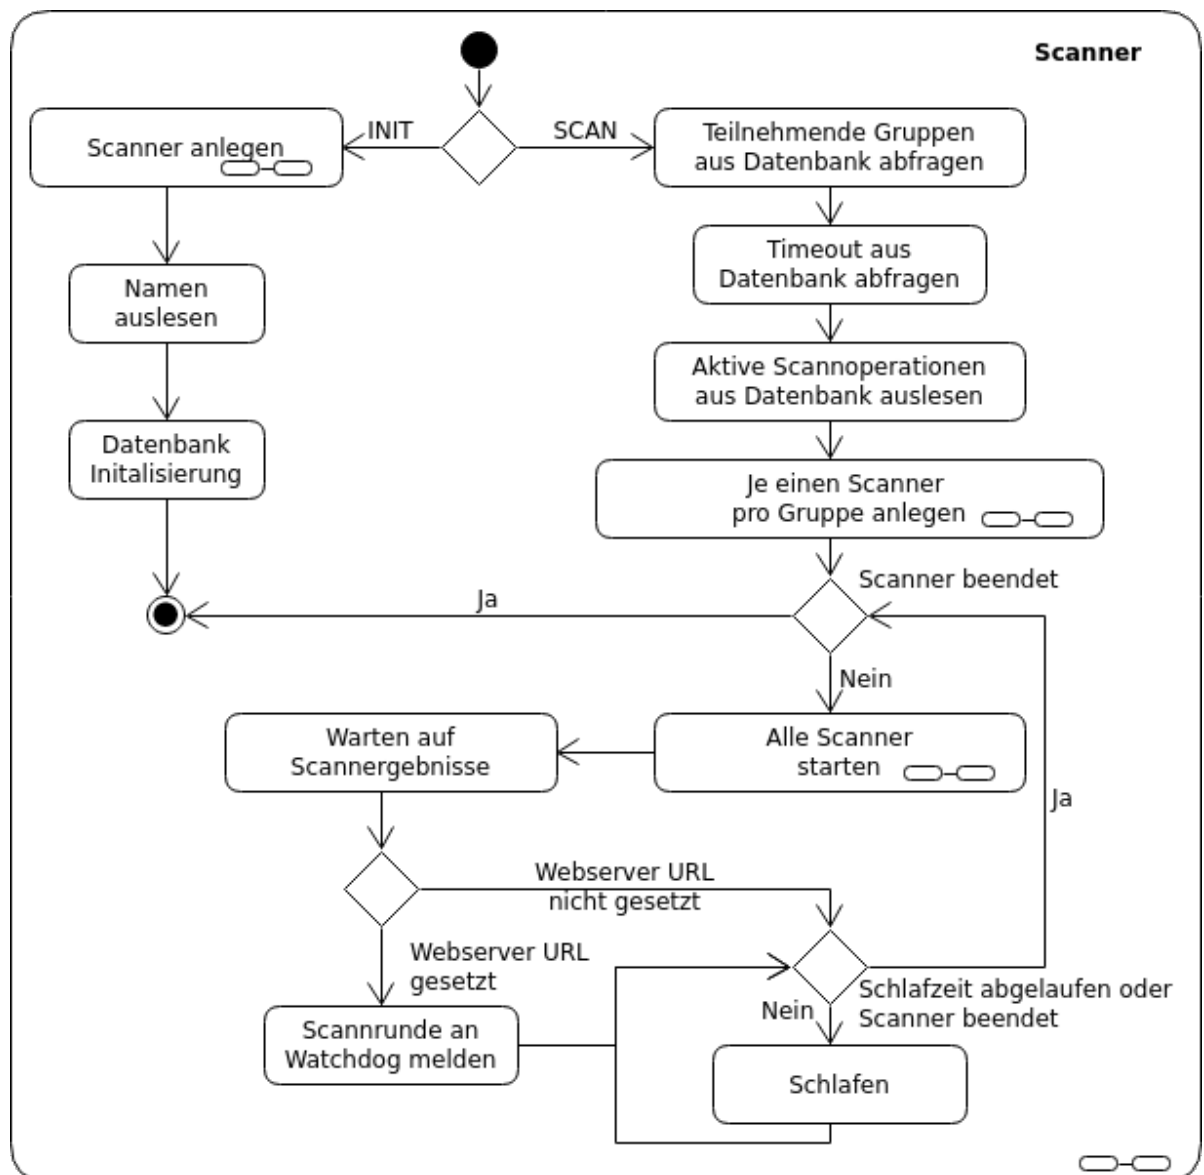 Scanner
INIT
SCAN
Scanner anlegen
Teilnehmende Gruppen
aus Datenbank abfragen
Timeout aus
Datenbank abfragen
Namen
auslesen
Aktive Scannoperationen
aus Datenbank auslesen
Datenbank
Initalisierung
Je einen Scanner
pro Gruppe anlegen
Scanner beendet
Ja
Nein
Warten auf
Scannergebnisse
Alle Scanner
starten
Ja
Webserver URL
nicht gesetzt
Webserver URL
gesetzt
Schlafzeit abgelaufen oder
Scanner beendet
Nein
Scannrunde an
Watchdog melden
Schlafen